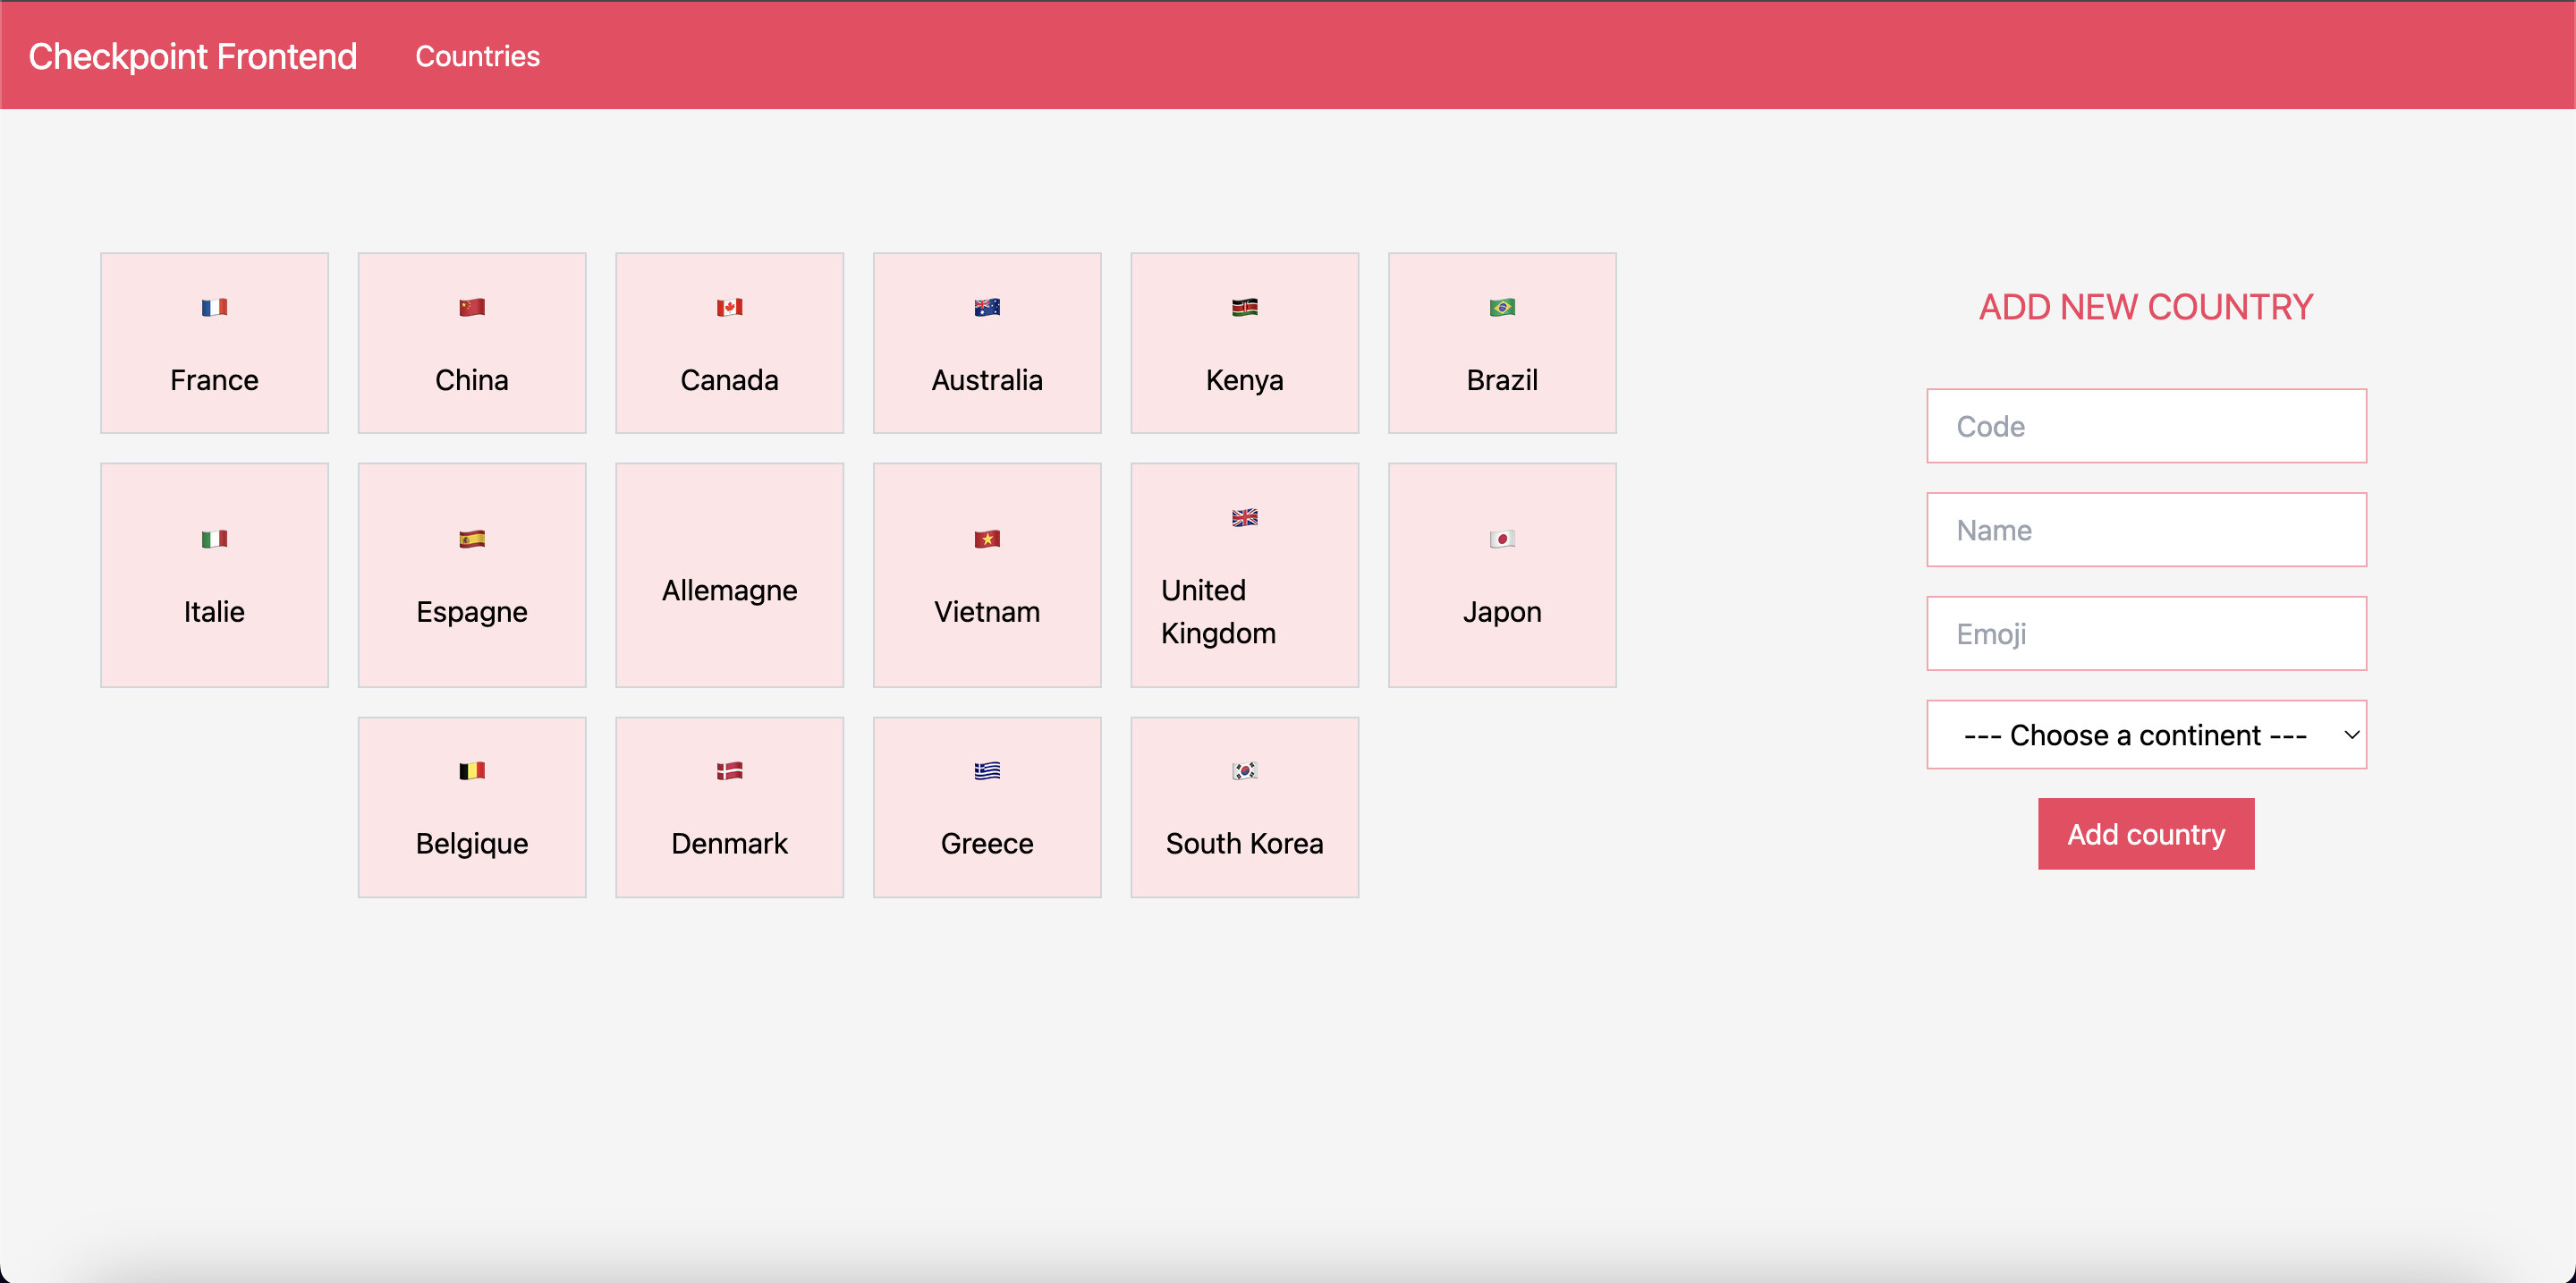 Checkpoint Frontend Countries
France China Canada Australia Kenya Brazil
Italie Espagne Allemagne Vietnam United Kingdom Japon
Belgique Denmark Greece South Korea
ADD NEW COUNTRY
Code
Name
Emoji
--- Choose a continent ---
Add country